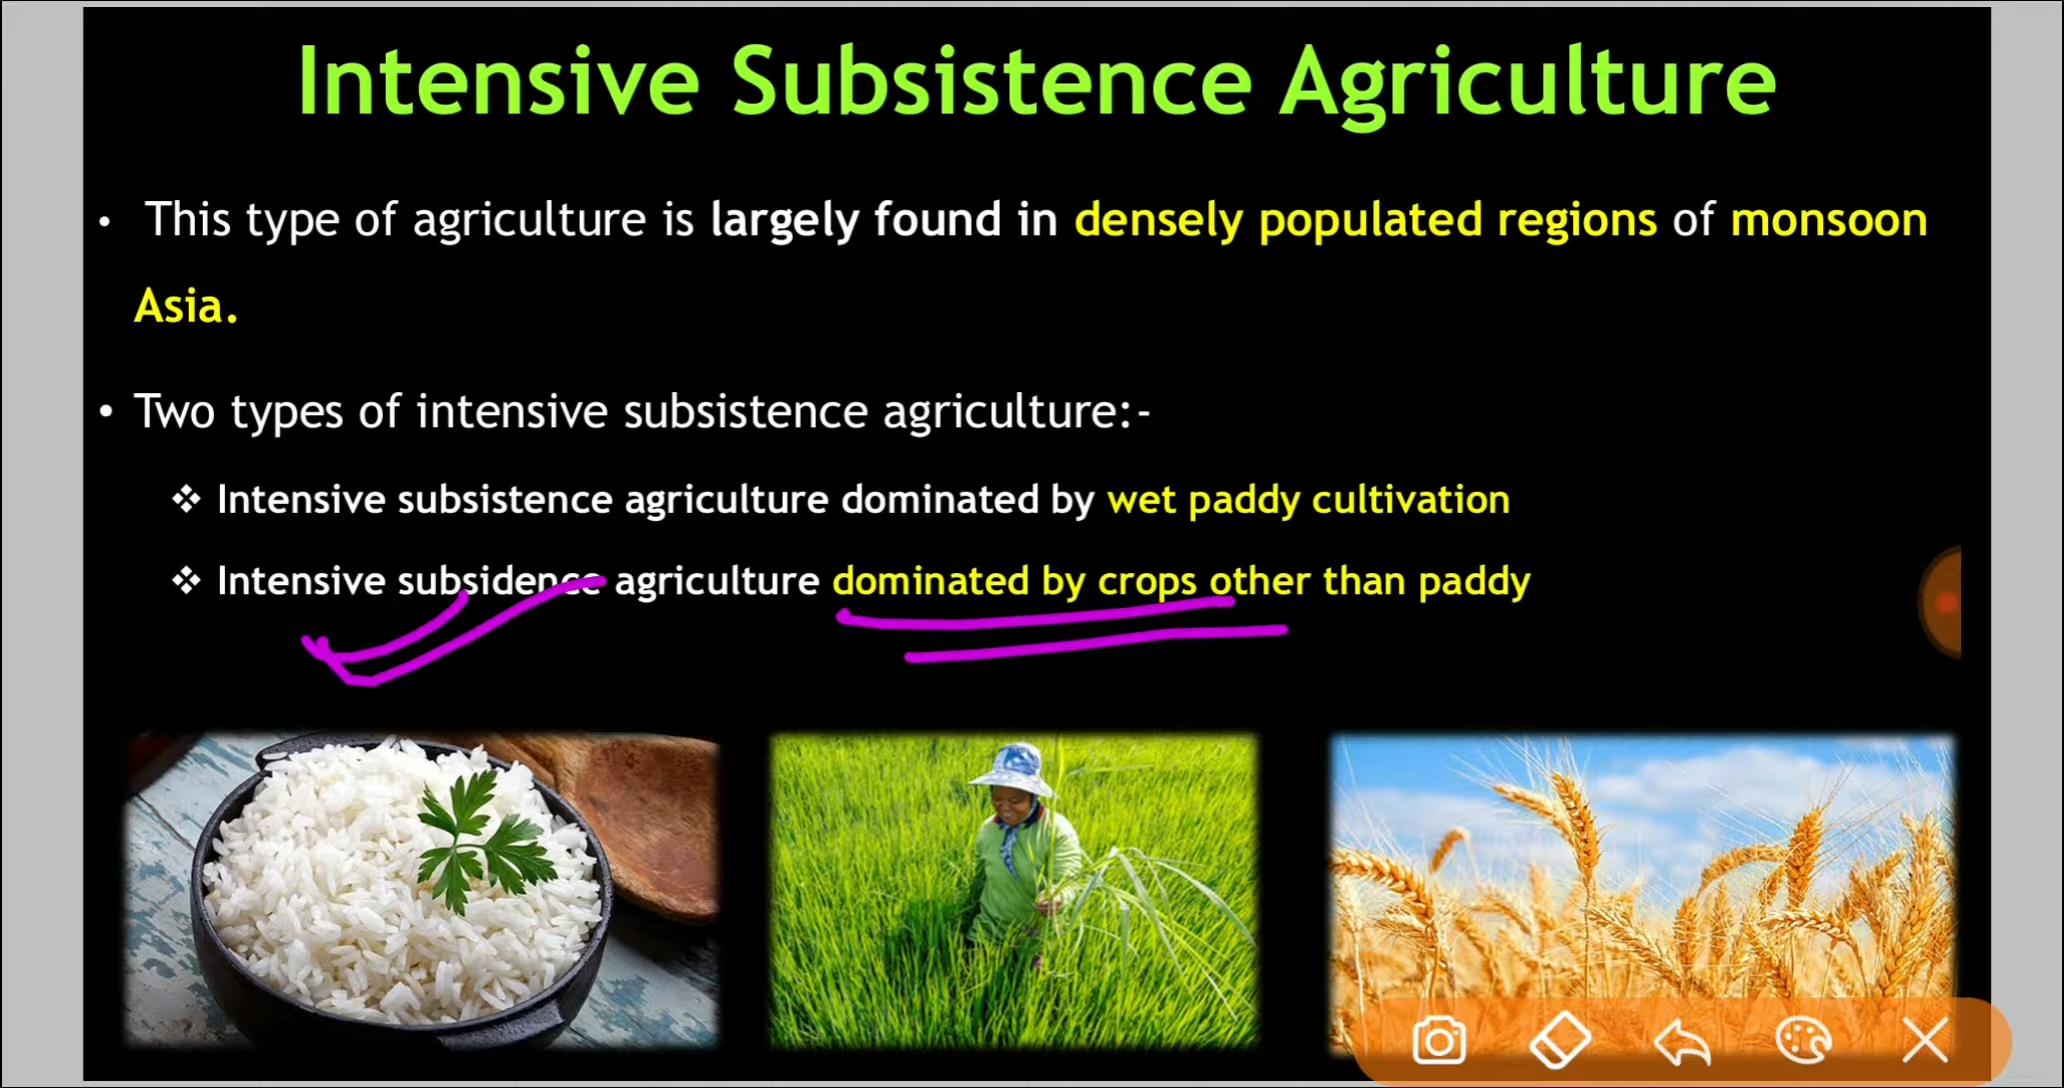 Intensive Subsistence Agriculture
• This type of agriculture is largely found in densely populated regions of monsoon
Asia.
• Two types of intensive subsistence agriculture:-
❖ Intensive subsistence agriculture dominated by wet paddy cultivation
❖ Intensive subsidence agriculture dominated by crops other than paddy